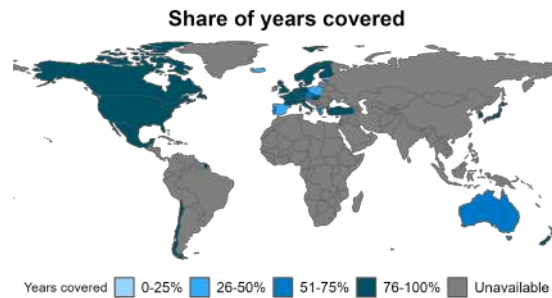 Share of years covered
Years covered 0-25% 26-50% 51-75% 76-100% Unavailable